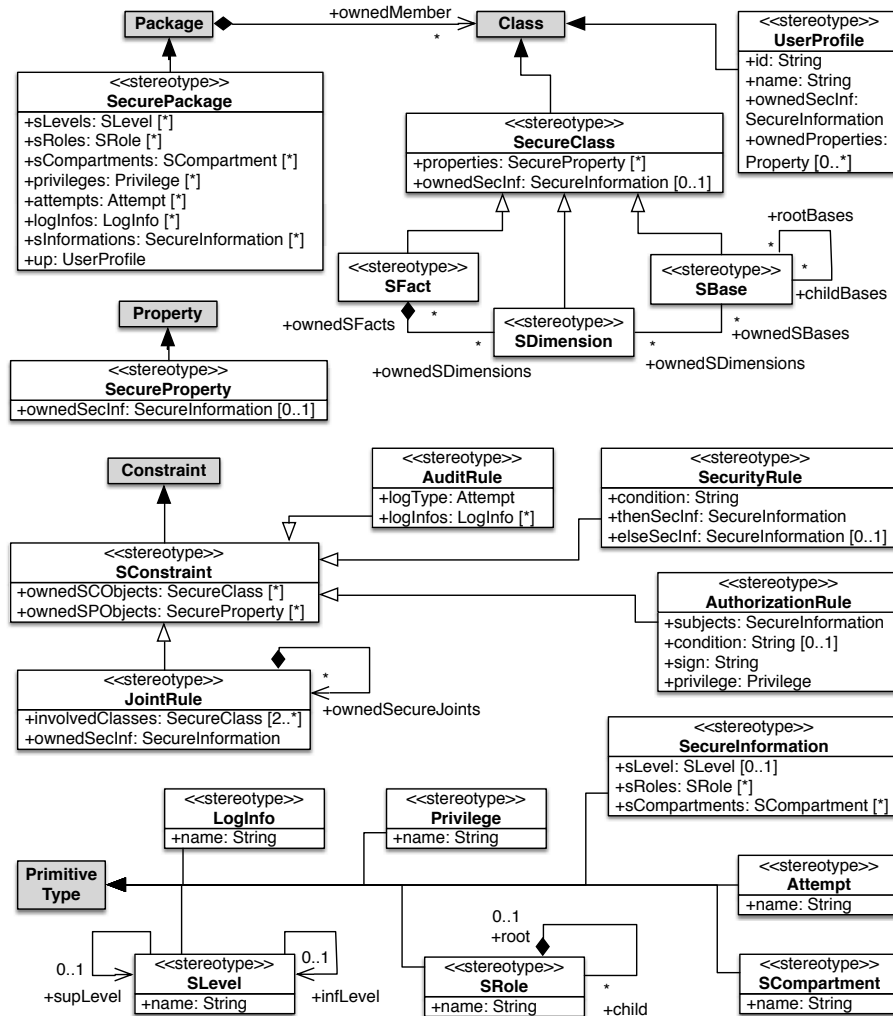 Package
+ownedMember
*
Class
<<stereotype>>
UserProfile
+id: String
+name: String
+ownedSecInf:
SecureInformation
+ownedProperties:
Property [0..*]
<<stereotype>>
SecurePackage
+sLevels: SLevel [*]
+sRoles: SRole [*]
+sCompartments: SCompartment [*]
+privileges: Privilege [*]
+attempts: Attempt [*]
+logInfos: LogInfo [*]
+sInformations: SecureInformation [*]
+up: UserProfile
<<stereotype>>
SecureClass
+properties: SecureProperty [*]
+ownedSecInf: SecureInformation [0..1]
<<stereotype>>
SFact
<<stereotype>>
SBase
+rootBases
*
*
+childBases
+ownedSFacts
*
<<stereotype>>
SDimension
*
+ownedSBases
*
+ownedSDimensions
*
+ownedSDimensions
Property
<<stereotype>>
SecureProperty
+ownedSecInf: SecureInformation [0..1]
Constraint
<<stereotype>>
AuditRule
+logType: Attempt
+logInfos: LogInfo [*]
<<stereotype>>
SecurityRule
+condition: String
+thenSecInf: SecureInformation
+elseSecInf: SecureInformation [0..1]
<<stereotype>>
SConstraint
+ownedSCObjects: SecureClass [*]
+ownedSPObjects: SecureProperty [*]
<<stereotype>>
AuthorizationRule
+subjects: SecureInformation
+condition: String [0..1]
+sign: String
+privilege: Privilege
<<stereotype>>
JointRule
+involvedClasses: SecureClass [2..*]
+ownedSecInf: SecureInformation
*
+ownedSecureJoints
<<stereotype>>
SecureInformation
+sLevel: SLevel [0..1]
+sRoles: SRole [*]
+sCompartments: SCompartment [*]
<<stereotype>>
LogInfo
+name: String
<<stereotype>>
Privilege
+name: String
Primitive
Type
<<stereotype>>
Attempt
+name: String
0..1
+supLevel
<<stereotype>>
SLevel
+name: String
0..1
+infLevel
0..1
+root
<<stereotype>>
SRole
+name: String
*
+child
<<stereotype>>
SCompartment
+name: String